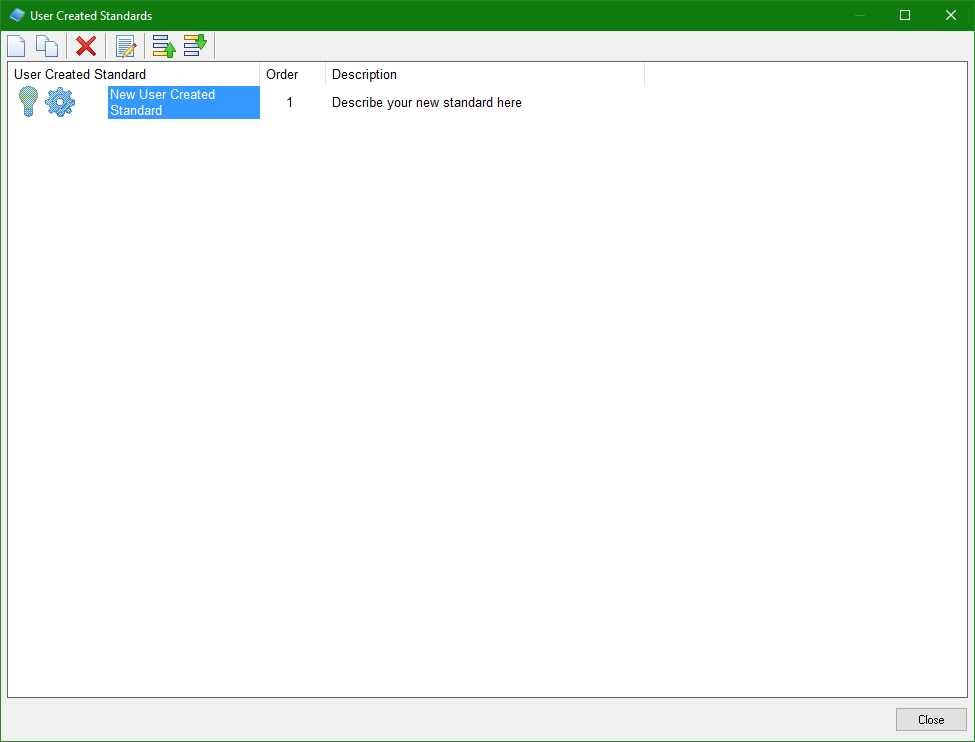 User Created Standards
User Created Standard Order Description
New User Created
Standard
1
Describe your new standard here
Close